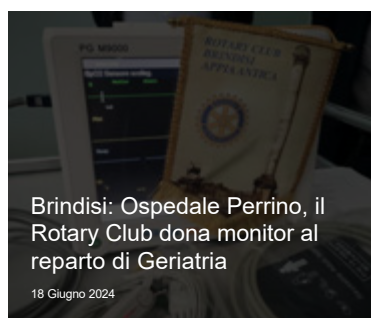 PG M9000
ROTARY CLUB
BRINDISI
APPIA ANTICA
Brindisi: Ospedale Perrino, il
Rotary Club dona monitor al
reparto di Geriatria
18 Giugno 2024